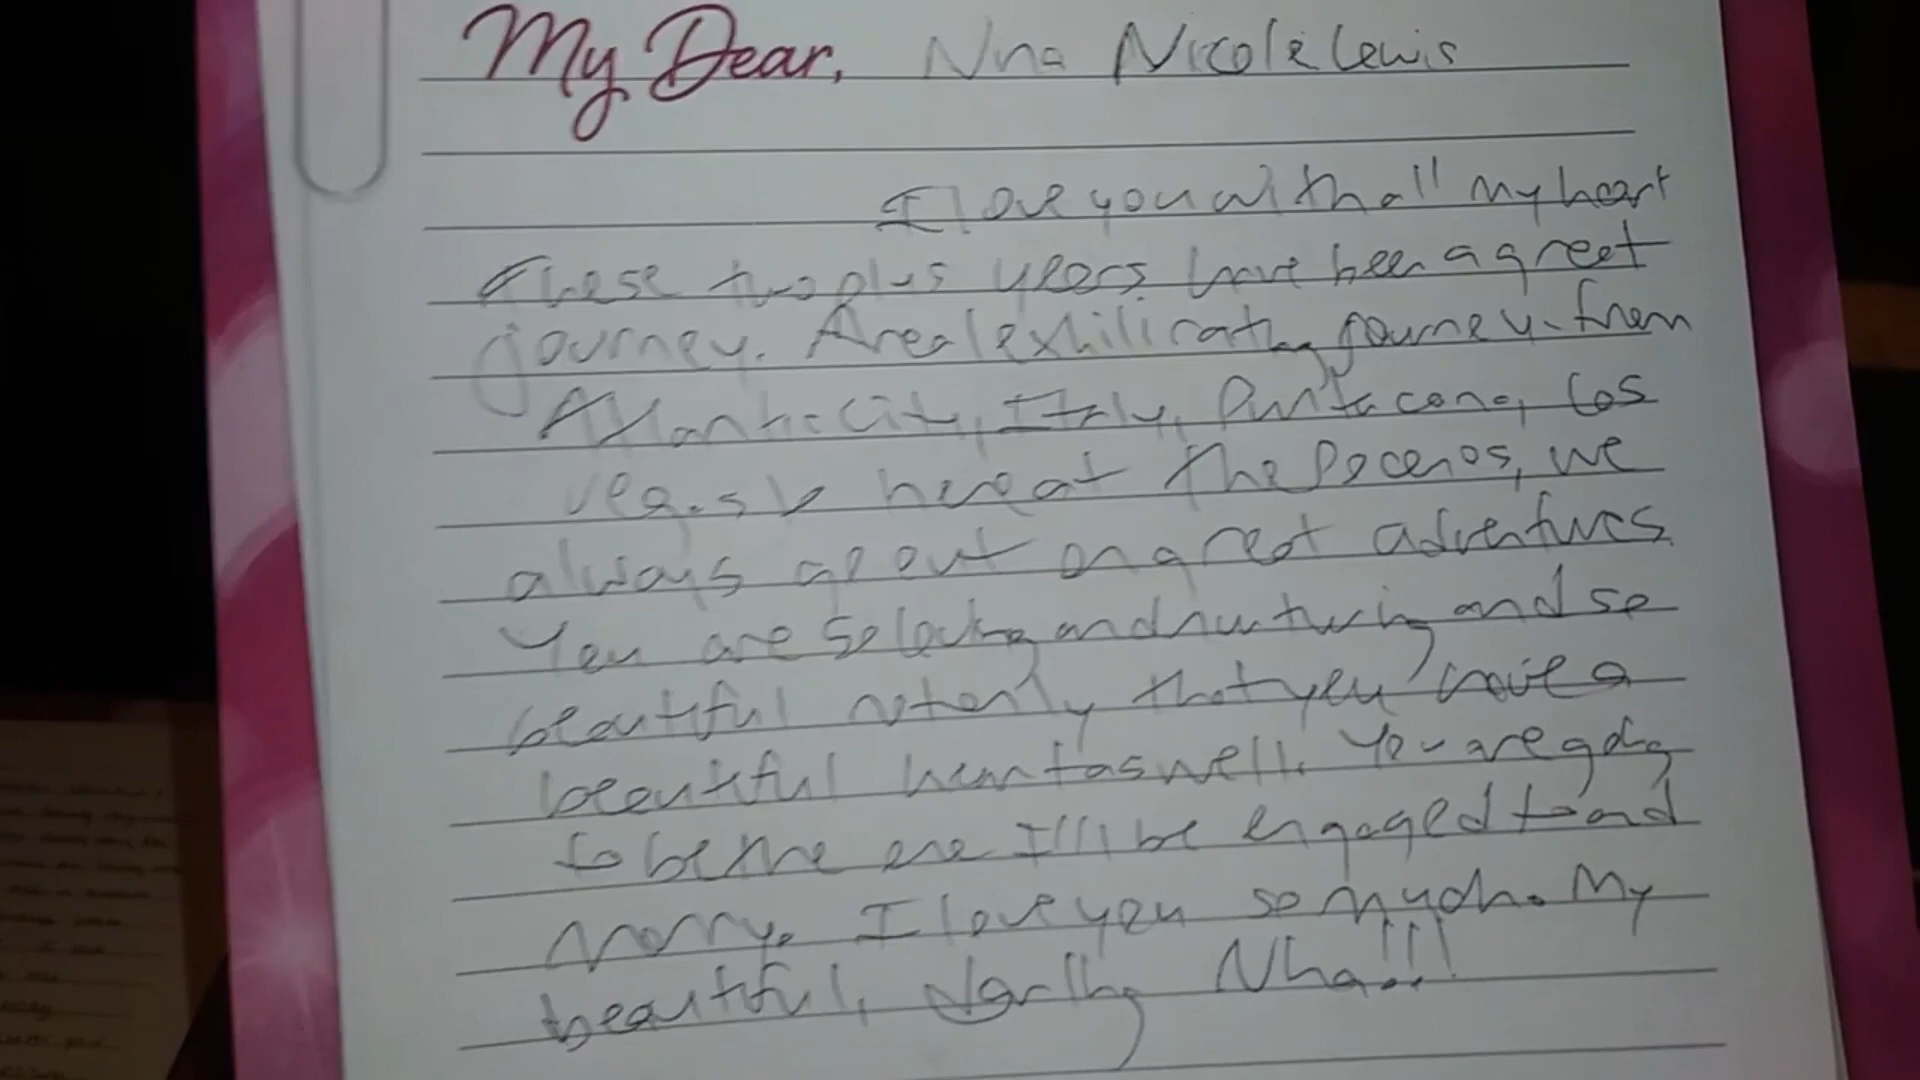 My Dear, Nna Nicole Lewis
I love you with all my heart
These two plus years have been a great
journey. A real exhilirating journey. from
Atlantic City, Italy, Punta cana, Las
vegas here at the Poconos, we
always go out on great adventures
You are so loving and nurturing and so
beautiful not only that you have a
beautiful heart as well. You are going
to be the one I'll be engaged to and
marry. I love you so much. My
beautiful, darling Nha!!!